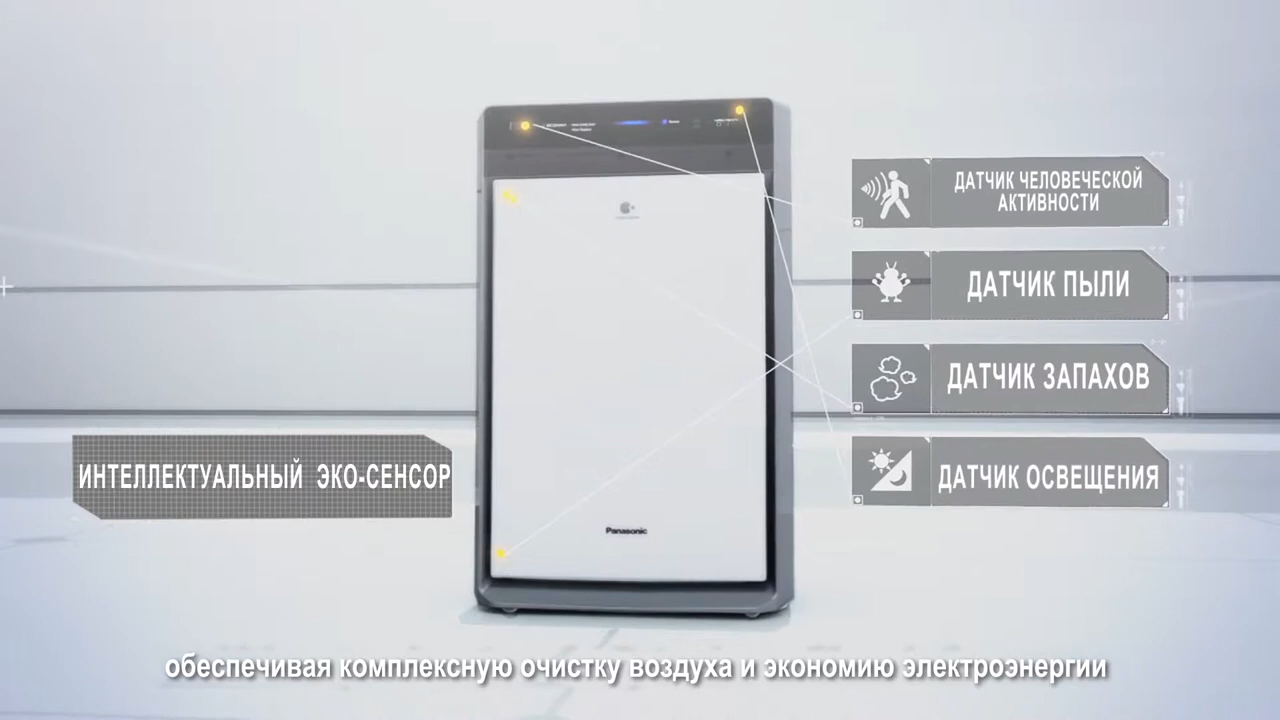 ДАТЧИК ЧЕЛОВЕЧЕСКОЙ
АКТИВНОСТИ
ДАТЧИК ПЫЛИ
ДАТЧИК ЗАПАХОВ
ИНТЕЛЛЕКТУАЛЬНЫЙ ЭКО-СЕНСОР
ДАТЧИК ОСВЕЩЕНИЯ
Panasonic
обеспечивая комплексную очистку воздуха и экономию электроэнергии